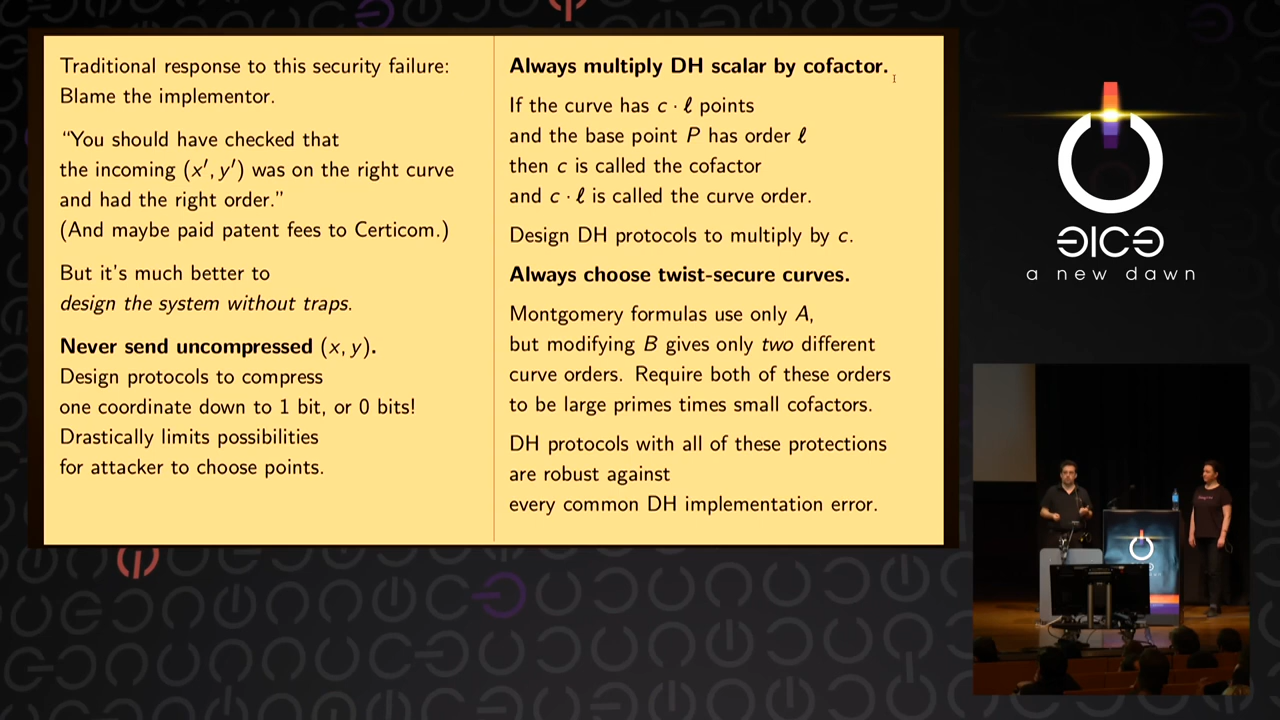 Traditional response to this security failure:
Blame the implementor.
“You should have checked that
the incoming (x′, y′) was on the right curve
and had the right order.”
(And maybe paid patent fees to Certicom.)
But it's much better to
design the system without traps.
Never send uncompressed (x, y).
Design protocols to compress
one coordinate down to 1 bit, or 0 bits!
Drastically limits possibilities
for attacker to choose points.
Always multiply DH scalar by cofactor.
If the curve has c · ℓ points
and the base point P has order ℓ
then c is called the cofactor
and c · ℓ is called the curve order.
Design DH protocols to multiply by c.
Always choose twist-secure curves.
Montgomery formulas use only A,
but modifying B gives only two different
curve orders. Require both of these orders
to be large primes times small cofactors.
DH protocols with all of these protections
are robust against
every common DH implementation error.
a new dawn